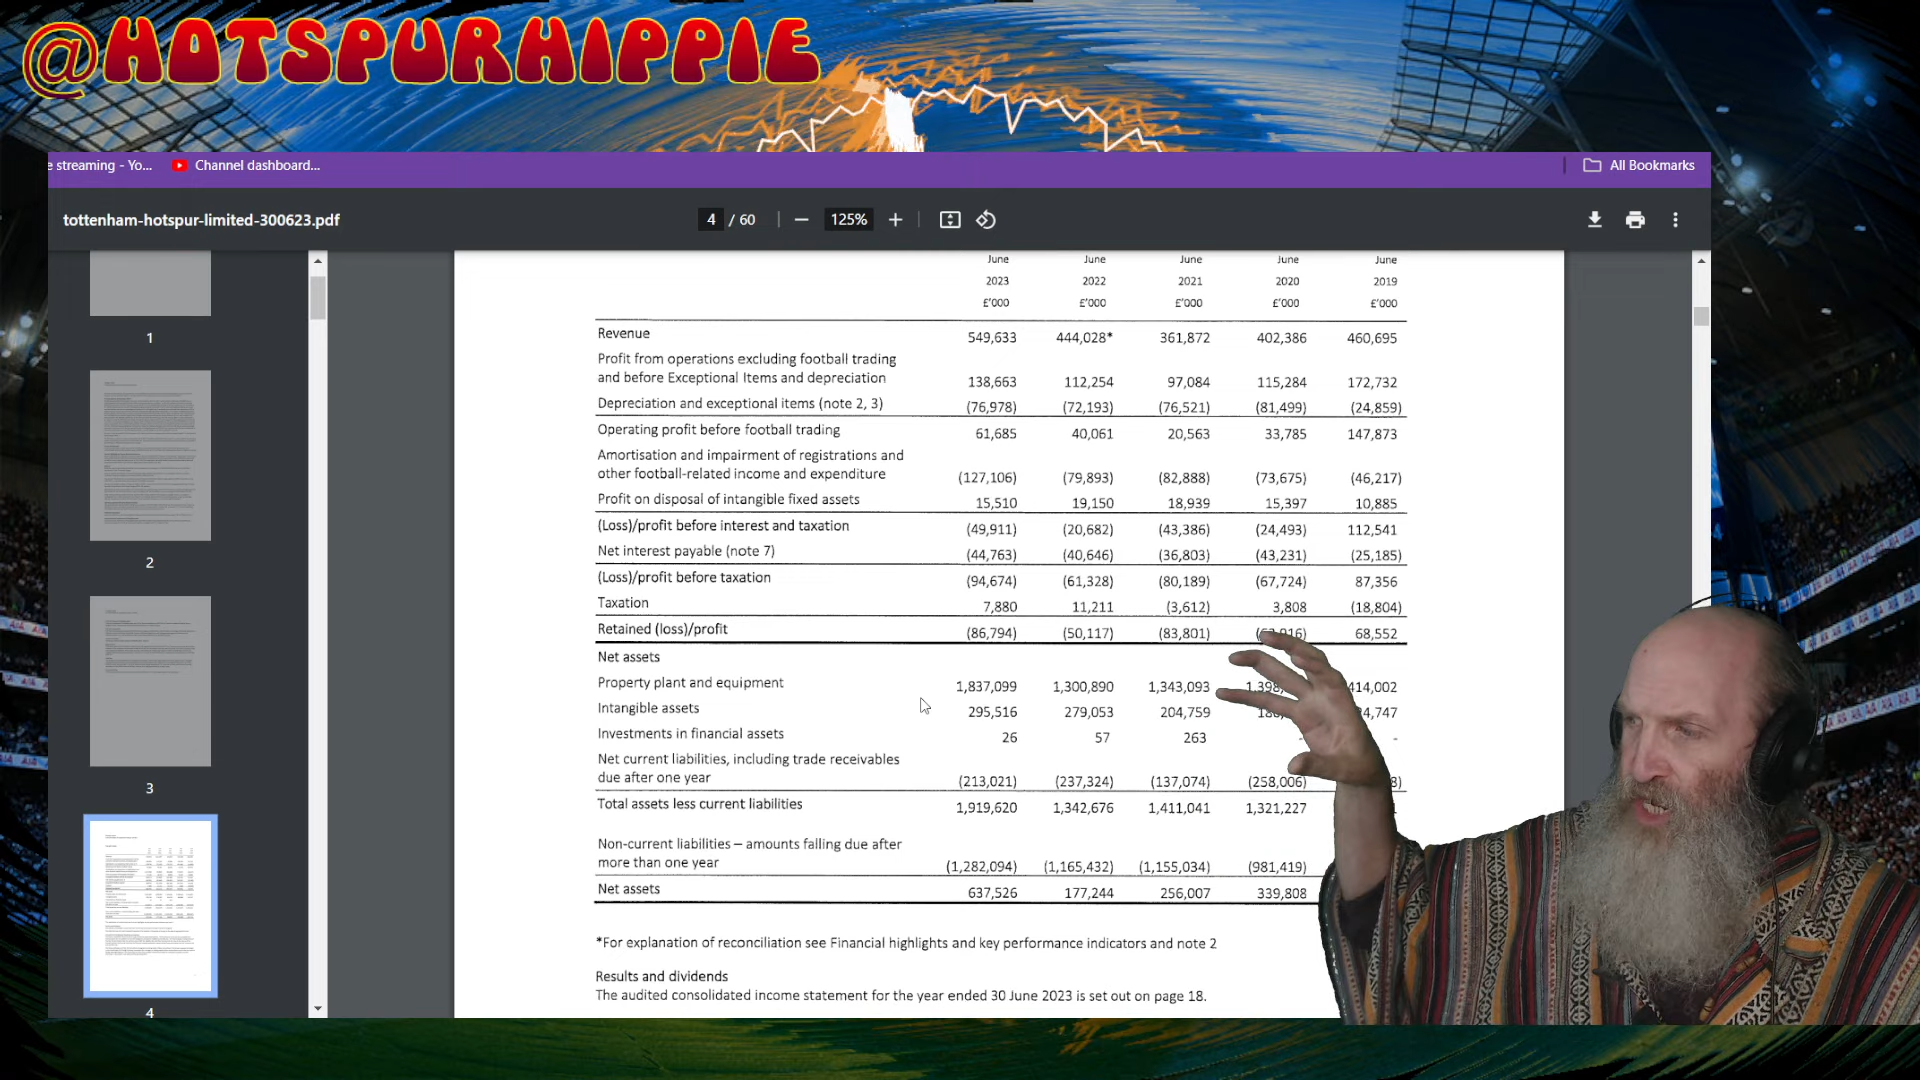 @HOTSPURHIPPIE
e streaming - Yo... Channel dashboard... All Bookmarks
tottenham-hotspur-limited-300623.pdf 4 / 60 125%
June June June June June
2023 2022 2021 2020 2019
£'000 £'000 £'000 £'000 £'000
Revenue 549,633 444,028* 361,872 402,386 460,695
Profit from operations excluding football trading
and before Exceptional Items and depreciation 138,663 112,254 97,084 115,284 172,732
Depreciation and exceptional items (note 2, 3) (76,978) (72,193) (76,521) (81,499) (24,859)
Operating profit before football trading 61,685 40,061 20,563 33,785 147,873
Amortisation and impairment of registrations and
other football-related income and expenditure (127,106) (79,893) (82,888) (73,675) (46,217)
Profit on disposal of intangible fixed assets 15,510 19,150 18,939 15,397 10,885
(Loss)/profit before interest and taxation (49,911) (20,682) (43,386) (24,493) 112,541
Net interest payable (note 7) (44,763) (40,646) (36,803) (43,231) (25,185)
(Loss)/profit before taxation (94,674) (61,328) (80,189) (67,724) 87,356
Taxation 7,880 11,211 (3,612) 3,808 (18,804)
Retained (loss)/profit (86,794) (50,117) (83,801) 68,552
Net assets
Property plant and equipment 1,837,099 1,300,890 1,343,093 1,398, 414,002
Intangible assets 295,516 279,053 204,759 4,747
Investments in financial assets 26 57 263 - -
Net current liabilities, including trade receivables
due after one year (213,021) (237,324) (137,074) (258,006)
Total assets less current liabilities 1,919,620 1,342,676 1,411,041 1,321,227
Non-current liabilities – amounts falling due after
more than one year (1,282,094) (1,165,432) (1,155,034) (981,419)
Net assets 637,526 177,244 256,007 339,808
*For explanation of reconciliation see Financial highlights and key performance indicators and note 2
Results and dividends
The audited consolidated income statement for the year ended 30 June 2023 is set out on page 18.
1
2
3
4